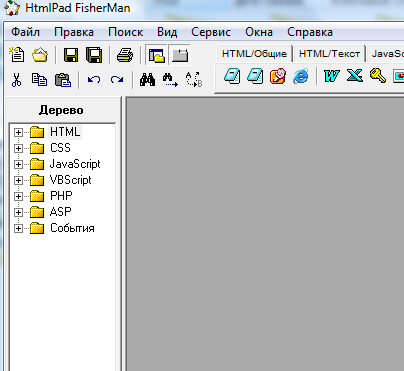 HtmlPad FisherMan
Файл Правка Поиск Вид Сервис Окна Справка
HTML/Общие HTML/Текст JavaSc
Дерево
HTML
CSS
JavaScript
VBScript
PHP
ASP
События